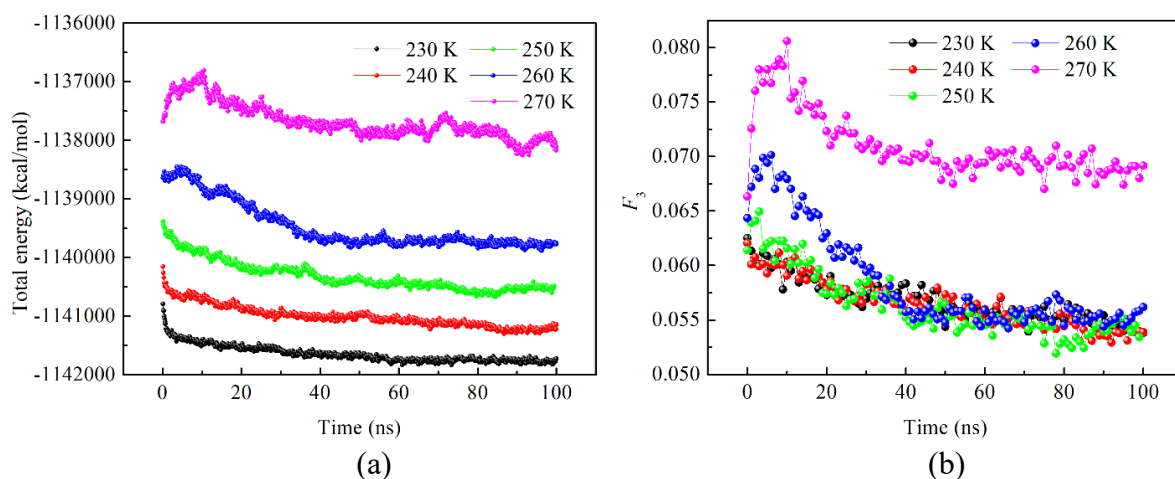 -1136000
-1137000
-1138000
-1139000
-1140000
-1141000
-1142000
Total energy (kcal/mol)
230 K
240 K
250 K
260 K
270 K
0 20 40 60 80 100
Time (ns)
(a)
0.080
0.075
0.070
0.065
0.060
0.055
0.050
F3
230 K
240 K
250 K
260 K
270 K
0 20 40 60 80 100
Time (ns)
(b)